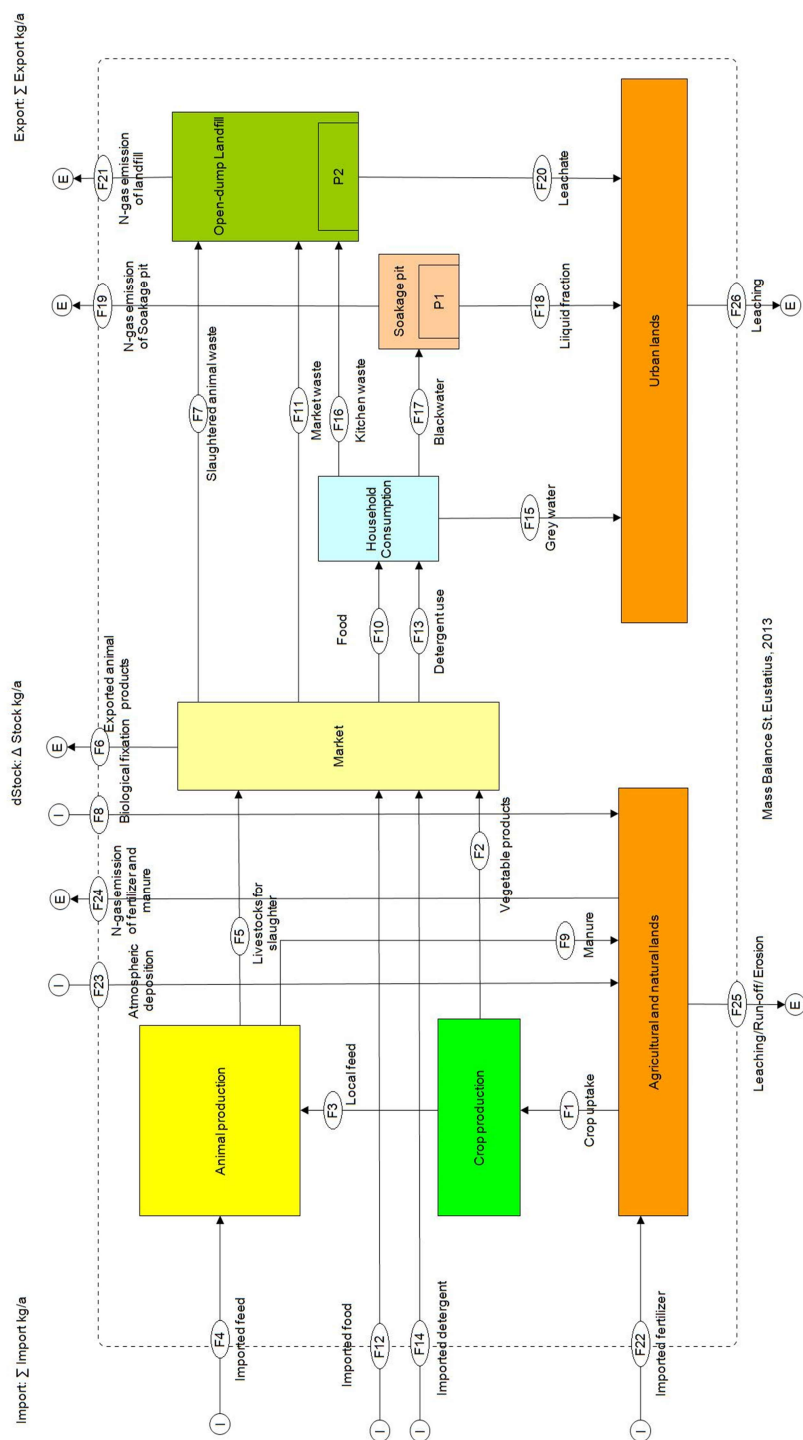 Import: ∑ Import kg/a
dStock: Δ Stock kg/a
Export: ∑ Export kg/a
I
E
I
E
E
E
F23
F24
F8
F6
F19
F21
Atmospheric
deposition
N-gas emission
of fertilizer and
manure
Biological fixation
Exported animal
products
N-gas emission
of Soakage pit
N-gas emission
of landfill
I
F4
Imported feed
Animal production
F5
Livestocks for
slaughter
F7
Slaughtered animal waste
Open-dump Landfill
P2
F11
Market waste
F16
Kitchen waste
F3
Local feed
Market
Food
F10
F13
Detergent use
Household
Consumption
Soakage pit
P1
F17
Blackwater
I
F12
Imported food
I
F14
Imported detergent
Crop production
F2
Vegetable products
F1
Crop uptake
F9
Manure
F15
Grey water
F18
Liiquid fraction
F20
Leachate
I
F22
Imported fertilizer
Agricultural and natural lands
Urban lands
F25
Leaching/Run-off/ Erosion
E
F26
Leaching
E
Mass Balance St. Eustatius, 2013